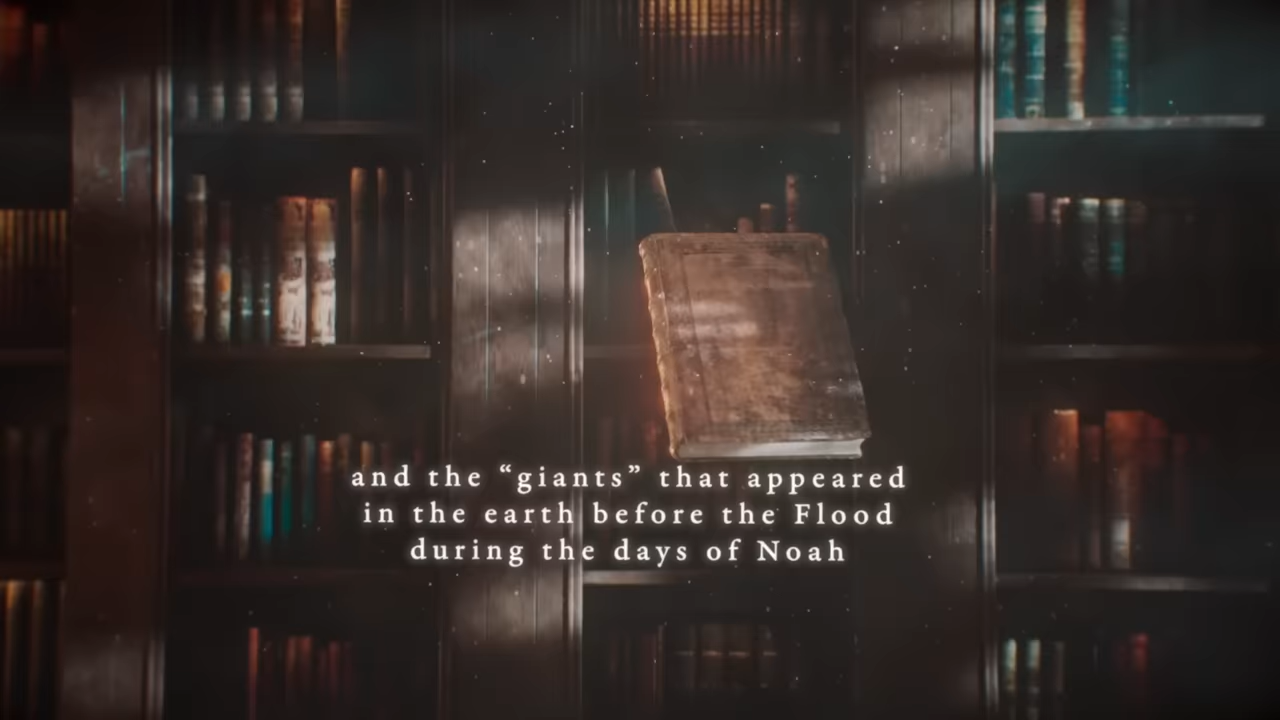 and the “giants” that appeared
in the earth before the Flood
during the days of Noah